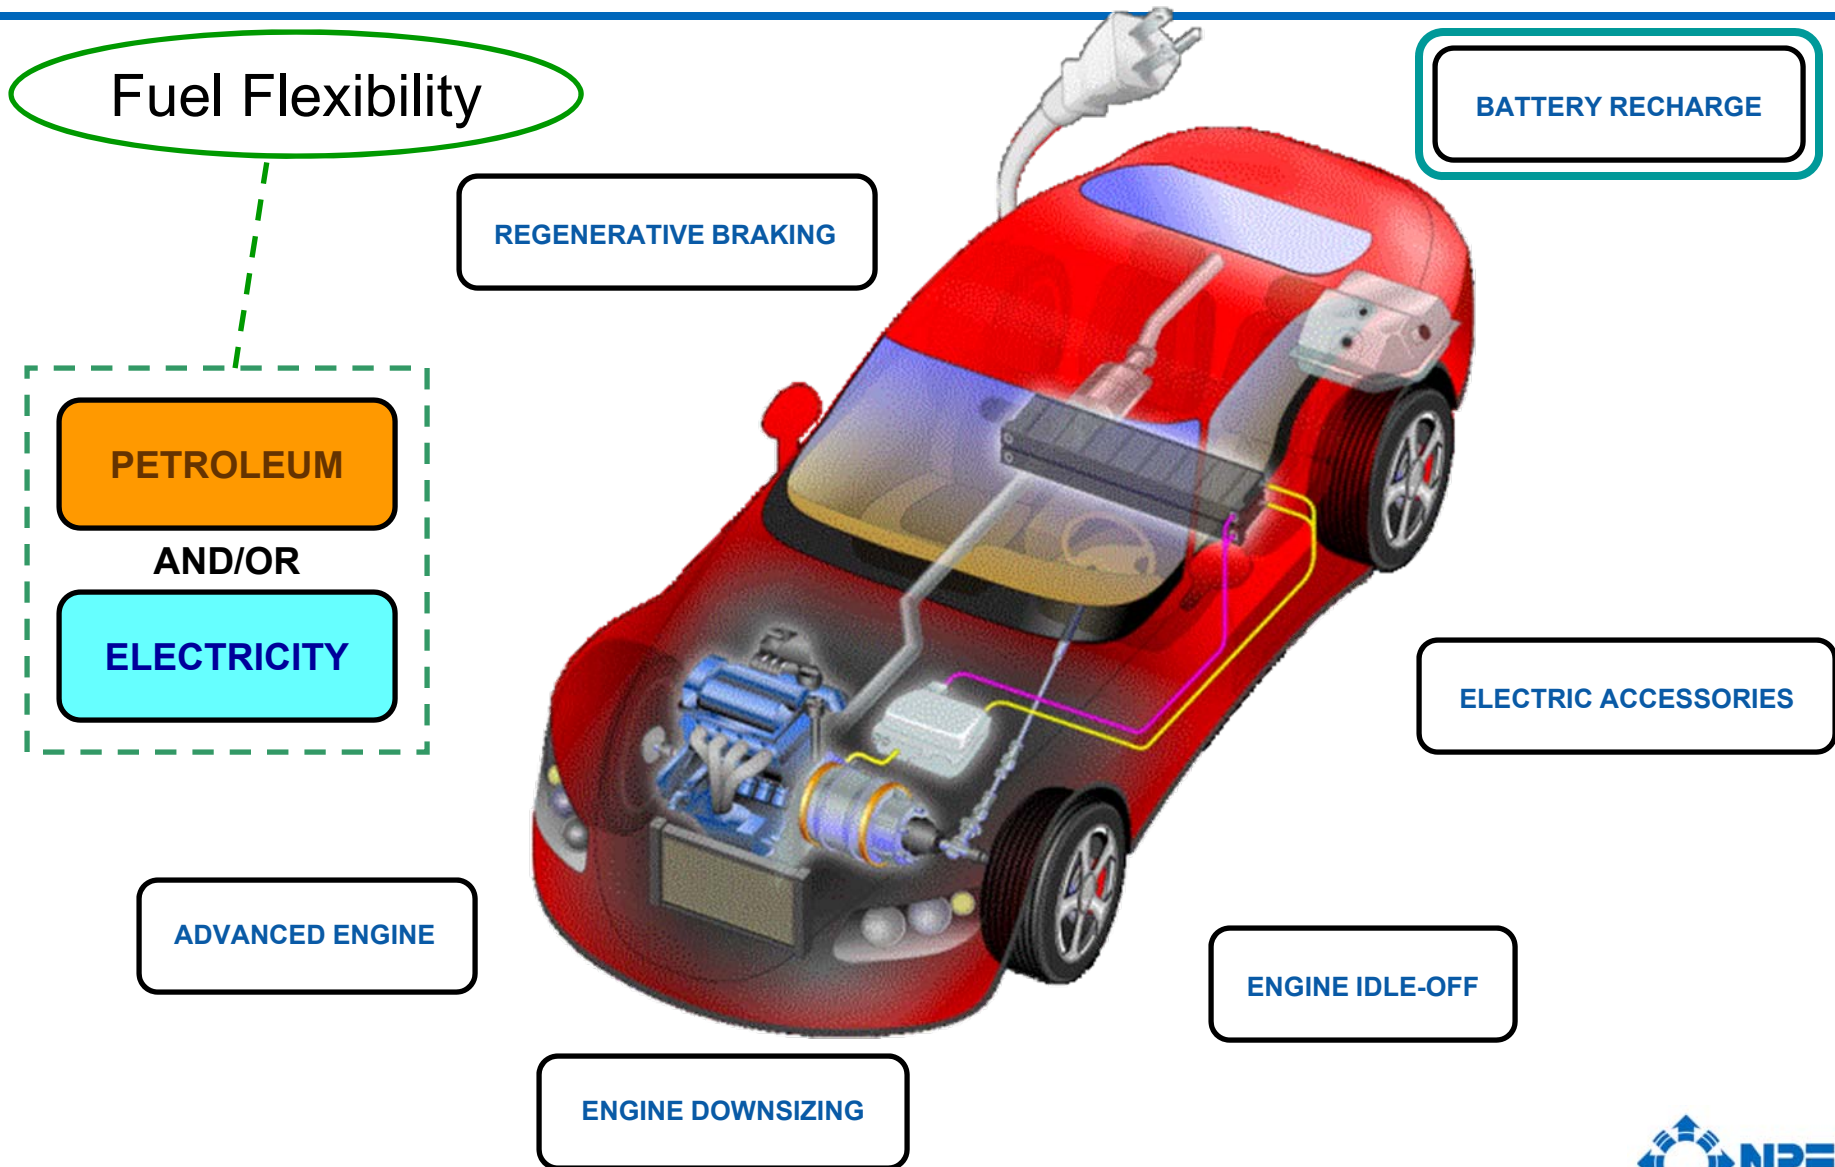 Fuel Flexibility
BATTERY RECHARGE
REGENERATIVE BRAKING
PETROLEUM
AND/OR
ELECTRICITY
ELECTRIC ACCESSORIES
ADVANCED ENGINE
ENGINE IDLE-OFF
ENGINE DOWNSIZING